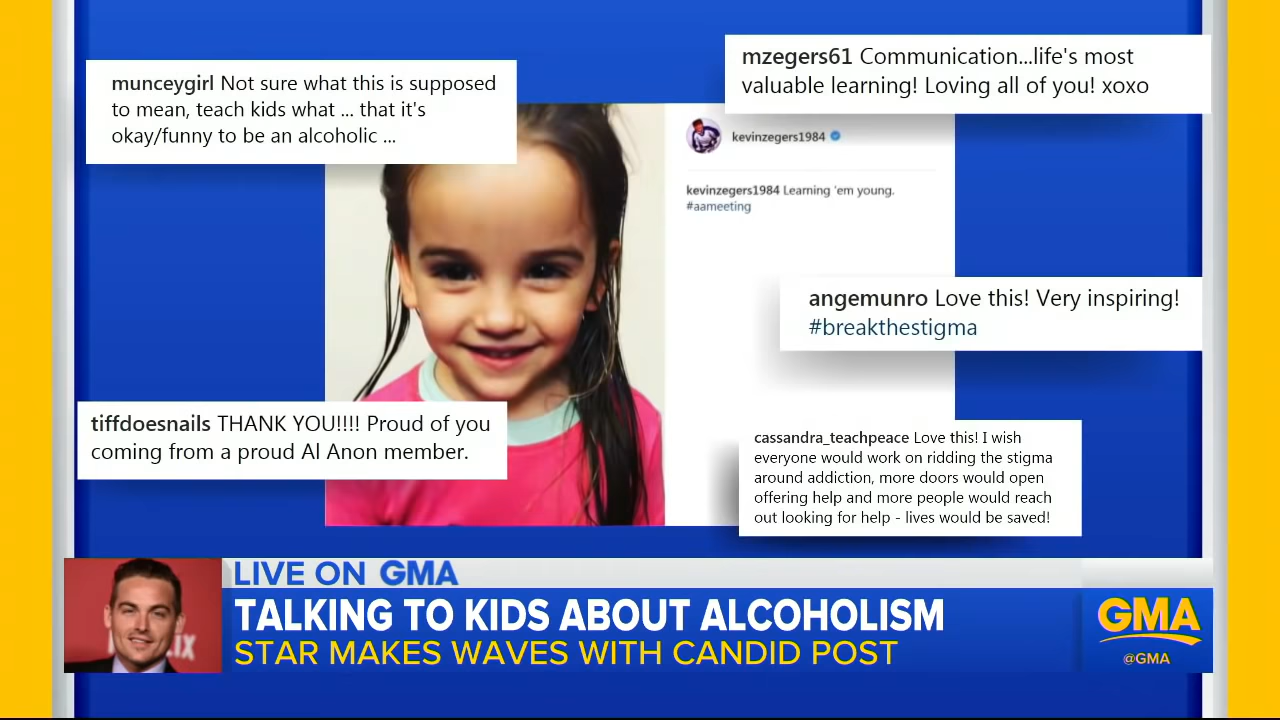 munceygirl Not sure what this is supposed
to mean, teach kids what ... that it's
okay/funny to be an alcoholic ...
mzegers61 Communication...life's most
valuable learning! Loving all of you! xoxo
kevinzegers1984
kevinzegers1984 Learning 'em young.
#aameeting
angemunro Love this! Very inspiring!
#breakthestigma
tiffdoesnails THANK YOU!!!! Proud of you
coming from a proud Al Anon member.
cassandra_teachpeace Love this! I wish
everyone would work on ridding the stigma
around addiction, more doors would open
offering help and more people would reach
out looking for help - lives would be saved!
LIVE ON GMA
TALKING TO KIDS ABOUT ALCOHOLISM
STAR MAKES WAVES WITH CANDID POST
GMA
@GMA